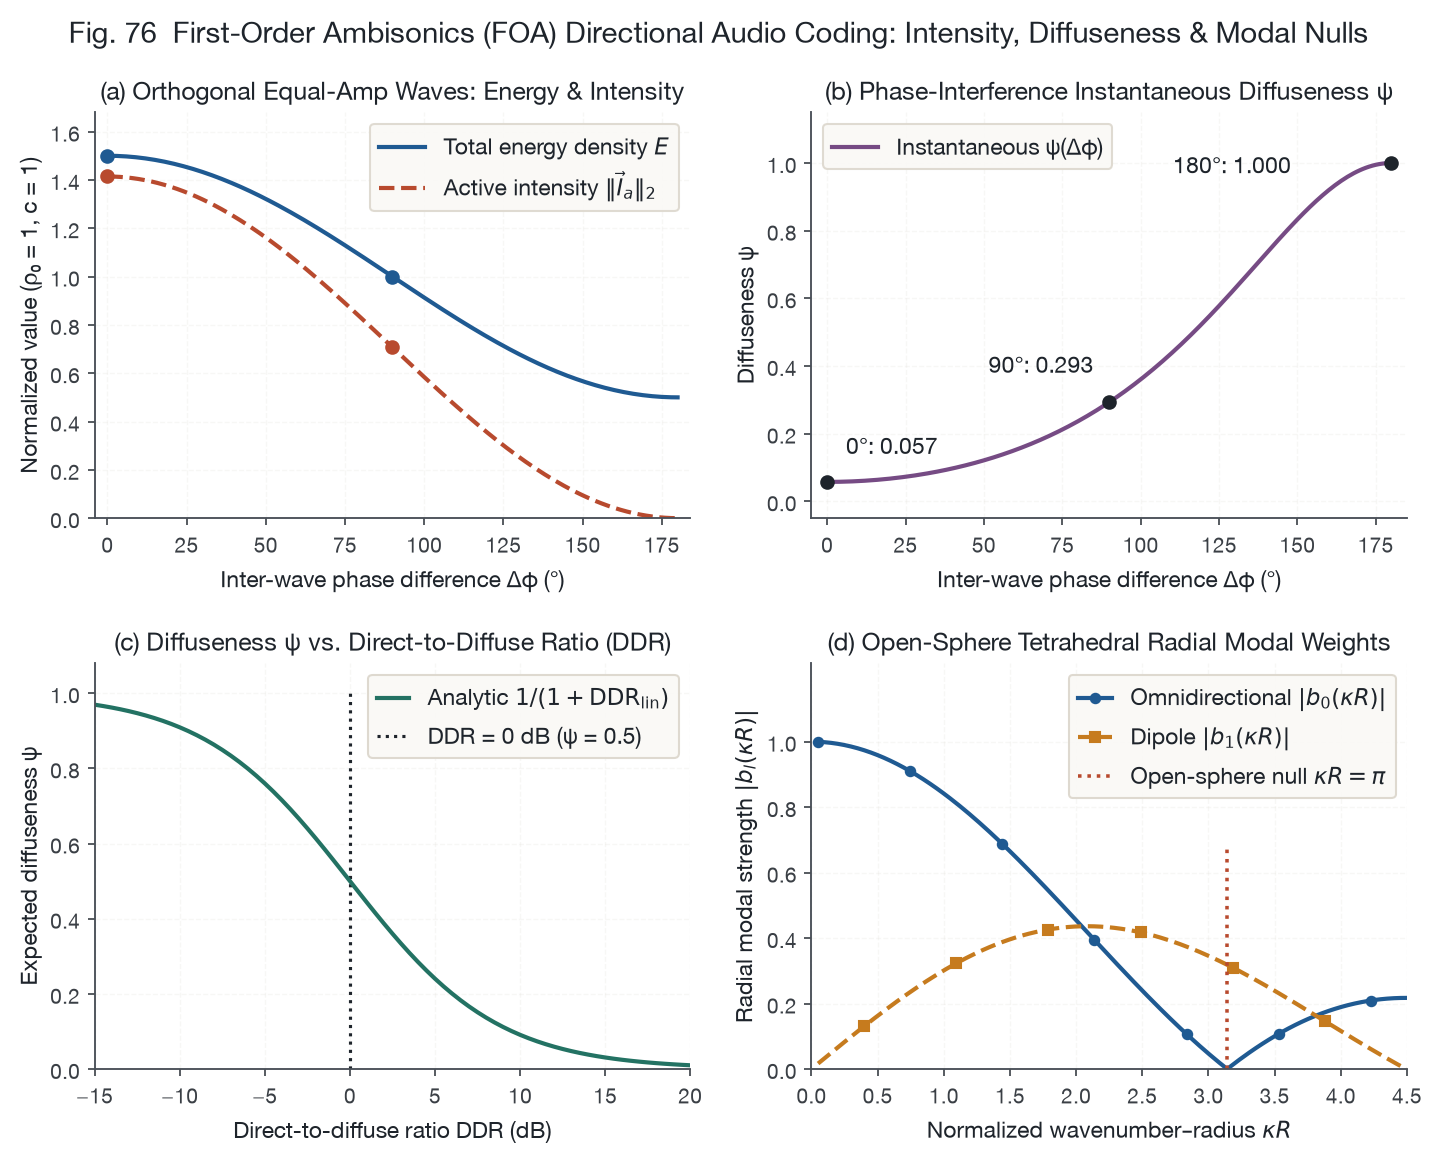 Fig. 76  First-Order Ambisonics (FOA) Directional Audio Coding: Intensity, Diffuseness & Modal Nulls
(a) Orthogonal Equal-Amp Waves: Energy & Intensity
Normalized value (ρ₀ = 1, c = 1)
1.6
1.4
1.2
1.0
0.8
0.6
0.4
0.2
0.0
Total energy density E
Active intensity ‖I⃗ₐ‖₂
0 25 50 75 100 125 150 175
Inter-wave phase difference Δϕ (°)
(b) Phase-Interference Instantaneous Diffuseness ψ
Diffuseness ψ
1.0
0.8
0.6
0.4
0.2
0.0
Instantaneous ψ(Δϕ)
180°: 1.000
90°: 0.293
0°: 0.057
0 25 50 75 100 125 150 175
Inter-wave phase difference Δϕ (°)
(c) Diffuseness ψ vs. Direct-to-Diffuse Ratio (DDR)
Expected diffuseness ψ
1.0
0.8
0.6
0.4
0.2
0.0
Analytic 1/(1 + DDR_lin)
DDR = 0 dB (ψ = 0.5)
−15 −10 −5 0 5 10 15 20
Direct-to-diffuse ratio DDR (dB)
(d) Open-Sphere Tetrahedral Radial Modal Weights
Radial modal strength |b_l(κR)|
1.0
0.8
0.6
0.4
0.2
0.0
Omnidirectional |b₀(κR)|
Dipole |b₁(κR)|
Open-sphere null κR = π
0.0 0.5 1.0 1.5 2.0 2.5 3.0 3.5 4.0 4.5
Normalized wavenumber–radius κR